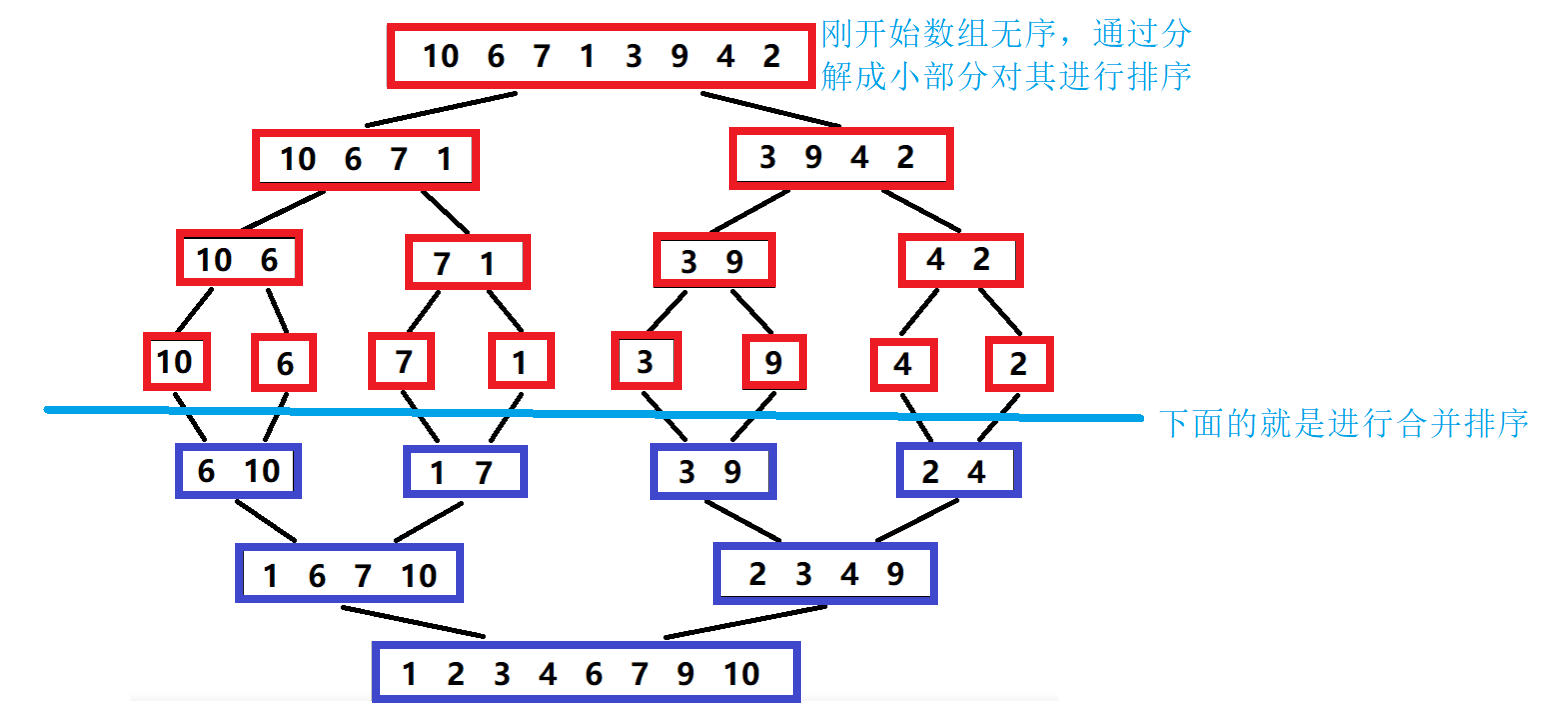 10 6 7 1 3 9 4 2
刚开始数组无序，通过分
解成小部分对其进行排序
10 6 7 1
3 9 4 2
10 6
7 1
3 9
4 2
10
6
7
1
3
9
4
2
下面的就是进行合并排序
6 10
1 7
3 9
2 4
1 6 7 10
2 3 4 9
1 2 3 4 6 7 9 10